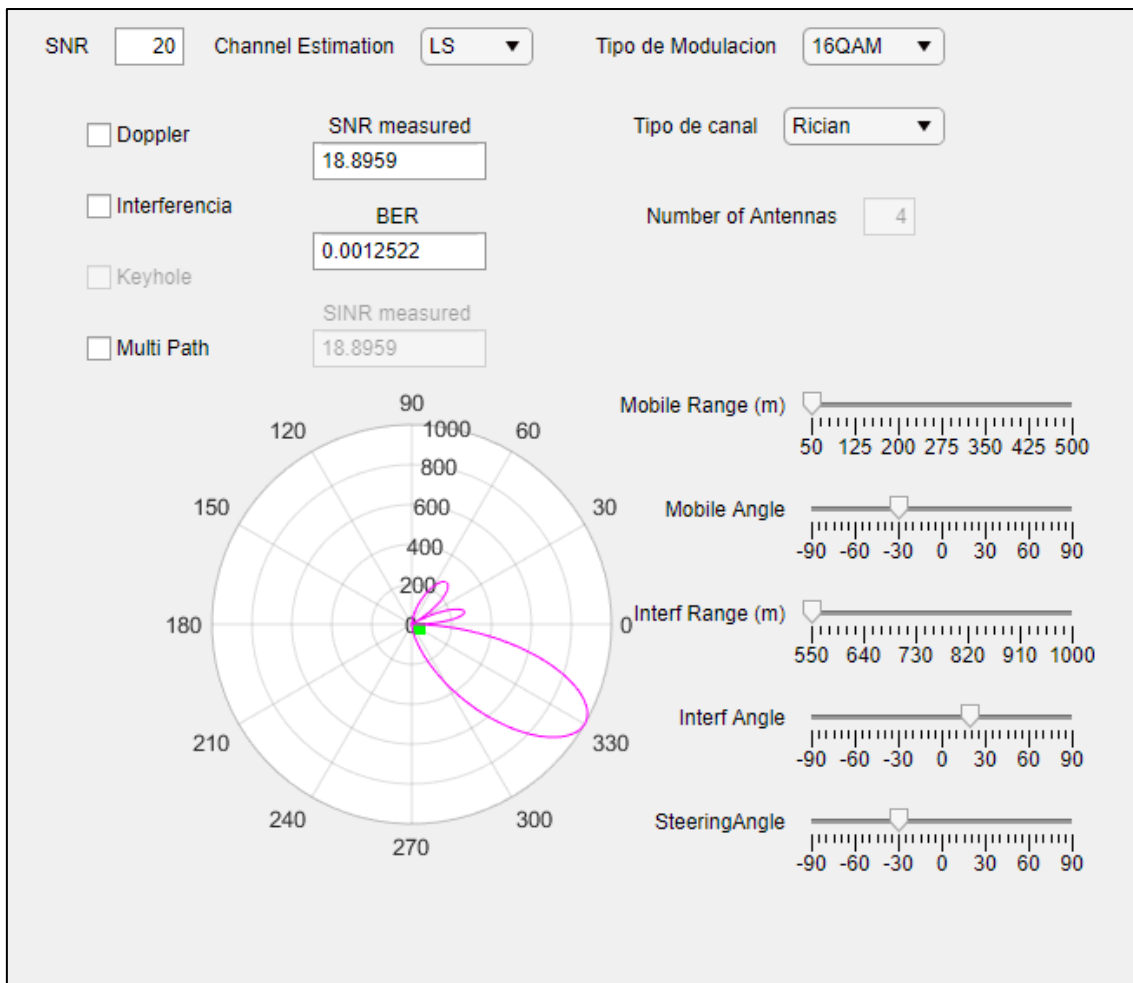 SNR 20 Channel Estimation LS Tipo de Modulacion 16QAM
Doppler SNR measured Tipo de canal Rician
18.8959
Interferencia BER Number of Antennas 4
0.0012522
Keyhole
SINR measured
Multi Path 18.8959
90
120 1000 60
800
150 600 30
400
200
180 0 0
210 330
240 300
270
Mobile Range (m)
50 125 200 275 350 425 500
Mobile Angle
-90 -60 -30 0 30 60 90
Interf Range (m)
550 640 730 820 910 1000
Interf Angle
-90 -60 -30 0 30 60 90
SteeringAngle
-90 -60 -30 0 30 60 90